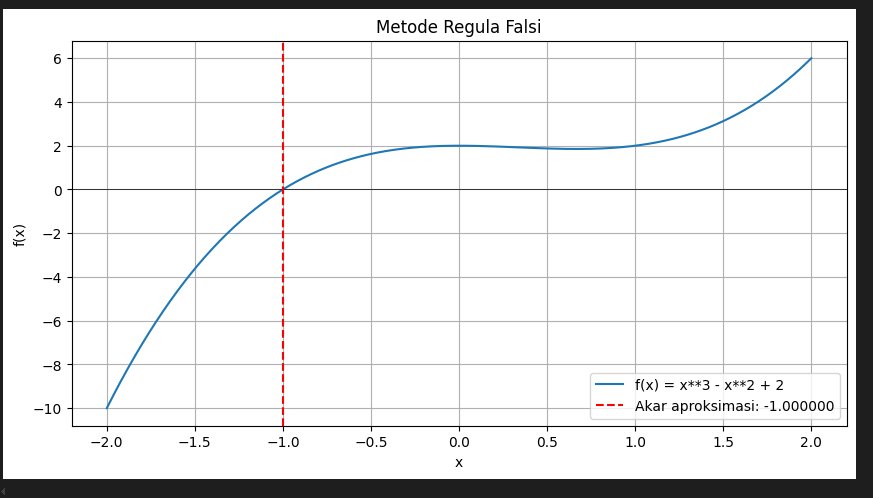 Metode Regula Falsi
f(x)
6
4
2
0
−2
−4
−6
−8
−10
−2.0 −1.5 −1.0 −0.5 0.0 0.5 1.0 1.5 2.0
x
f(x) = x**3 - x**2 + 2
Akar aproksimasi: -1.000000